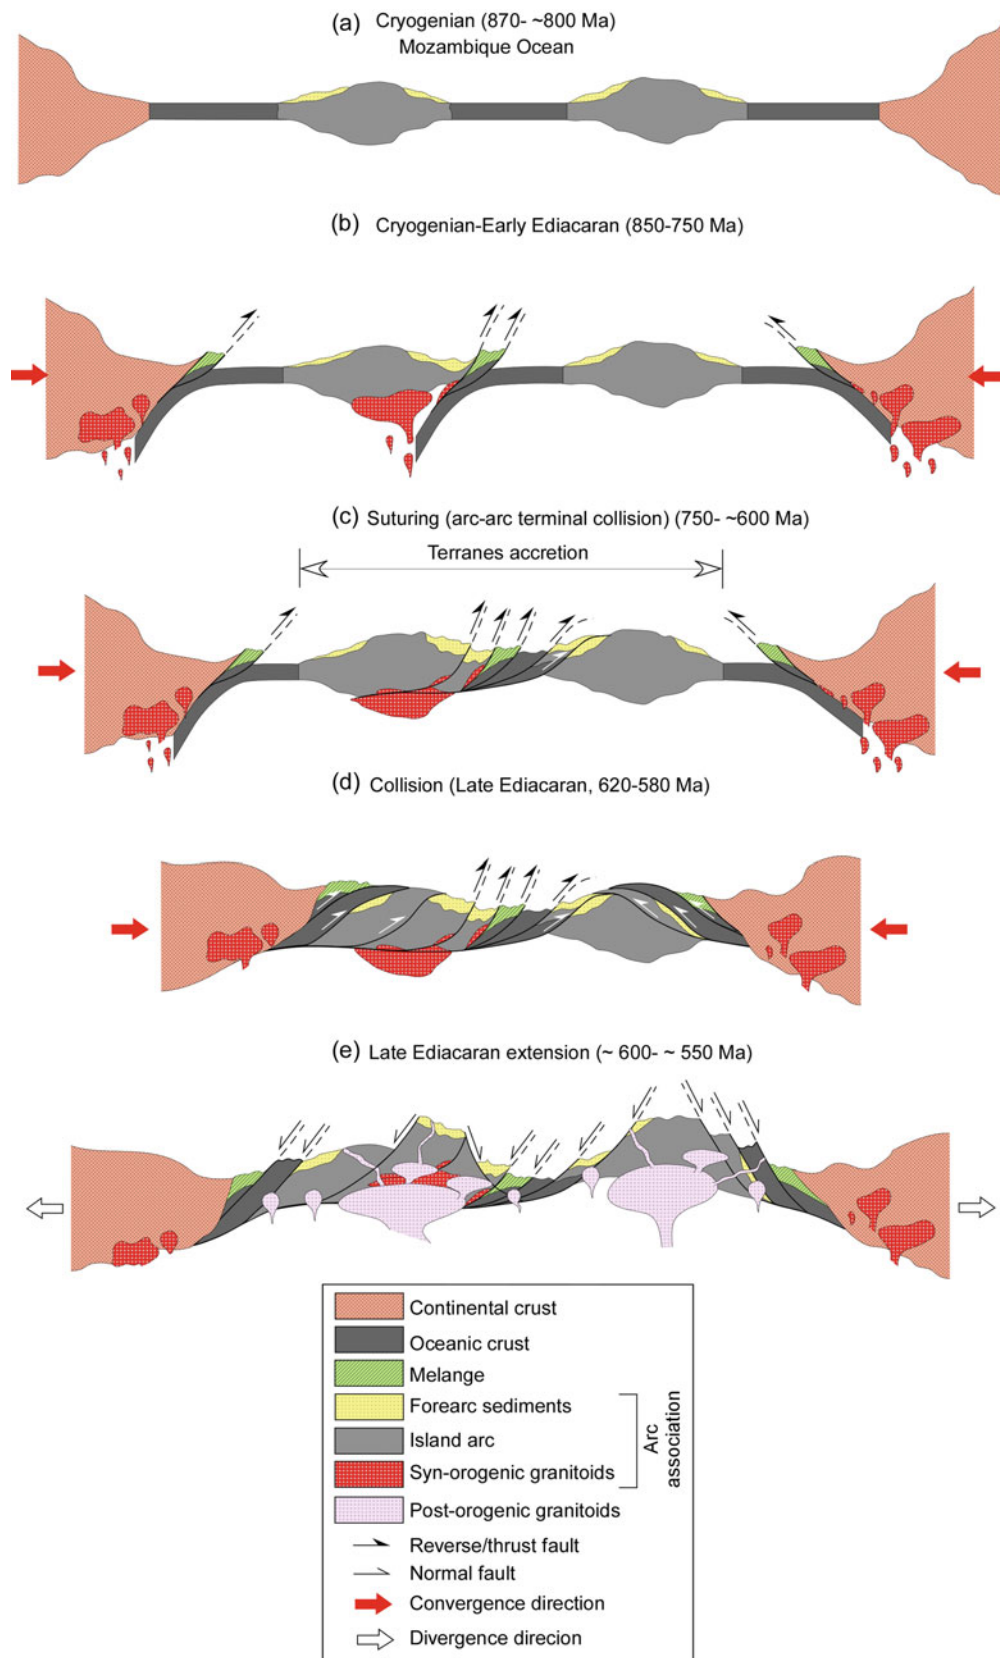 (a) Cryogenian (870- ~800 Ma)
Mozambique Ocean
(b) Cryogenian-Early Ediacaran (850-750 Ma)
(c) Suturing (arc-arc terminal collision) (750- ~600 Ma)
Terranes accretion
(d) Collision (Late Ediacaran, 620-580 Ma)
(e) Late Ediacaran extension (~ 600- ~ 550 Ma)
Continental crust
Oceanic crust
Melange
Forearc sediments
Island arc
Syn-orogenic granitoids
Arc
association
Post-orogenic granitoids
Reverse/thrust fault
Normal fault
Convergence direction
Divergence direcion